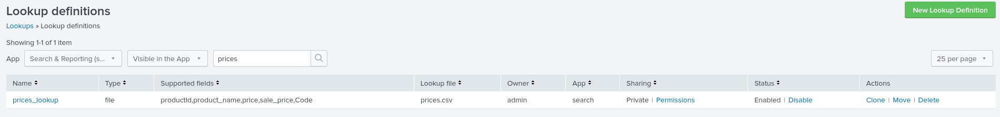 Lookup definitions
New Lookup Definition
Lookups » Lookup definitions
Showing 1-1 of 1 item
App Search & Reporting (s... Visible in the App prices 25 per page
Name Type Supported fields Lookup file Owner App Sharing Status Actions
prices_lookup file productId,product_name,price,sale_price,Code prices.csv admin search Private | Permissions Enabled | Disable Clone | Move | Delete